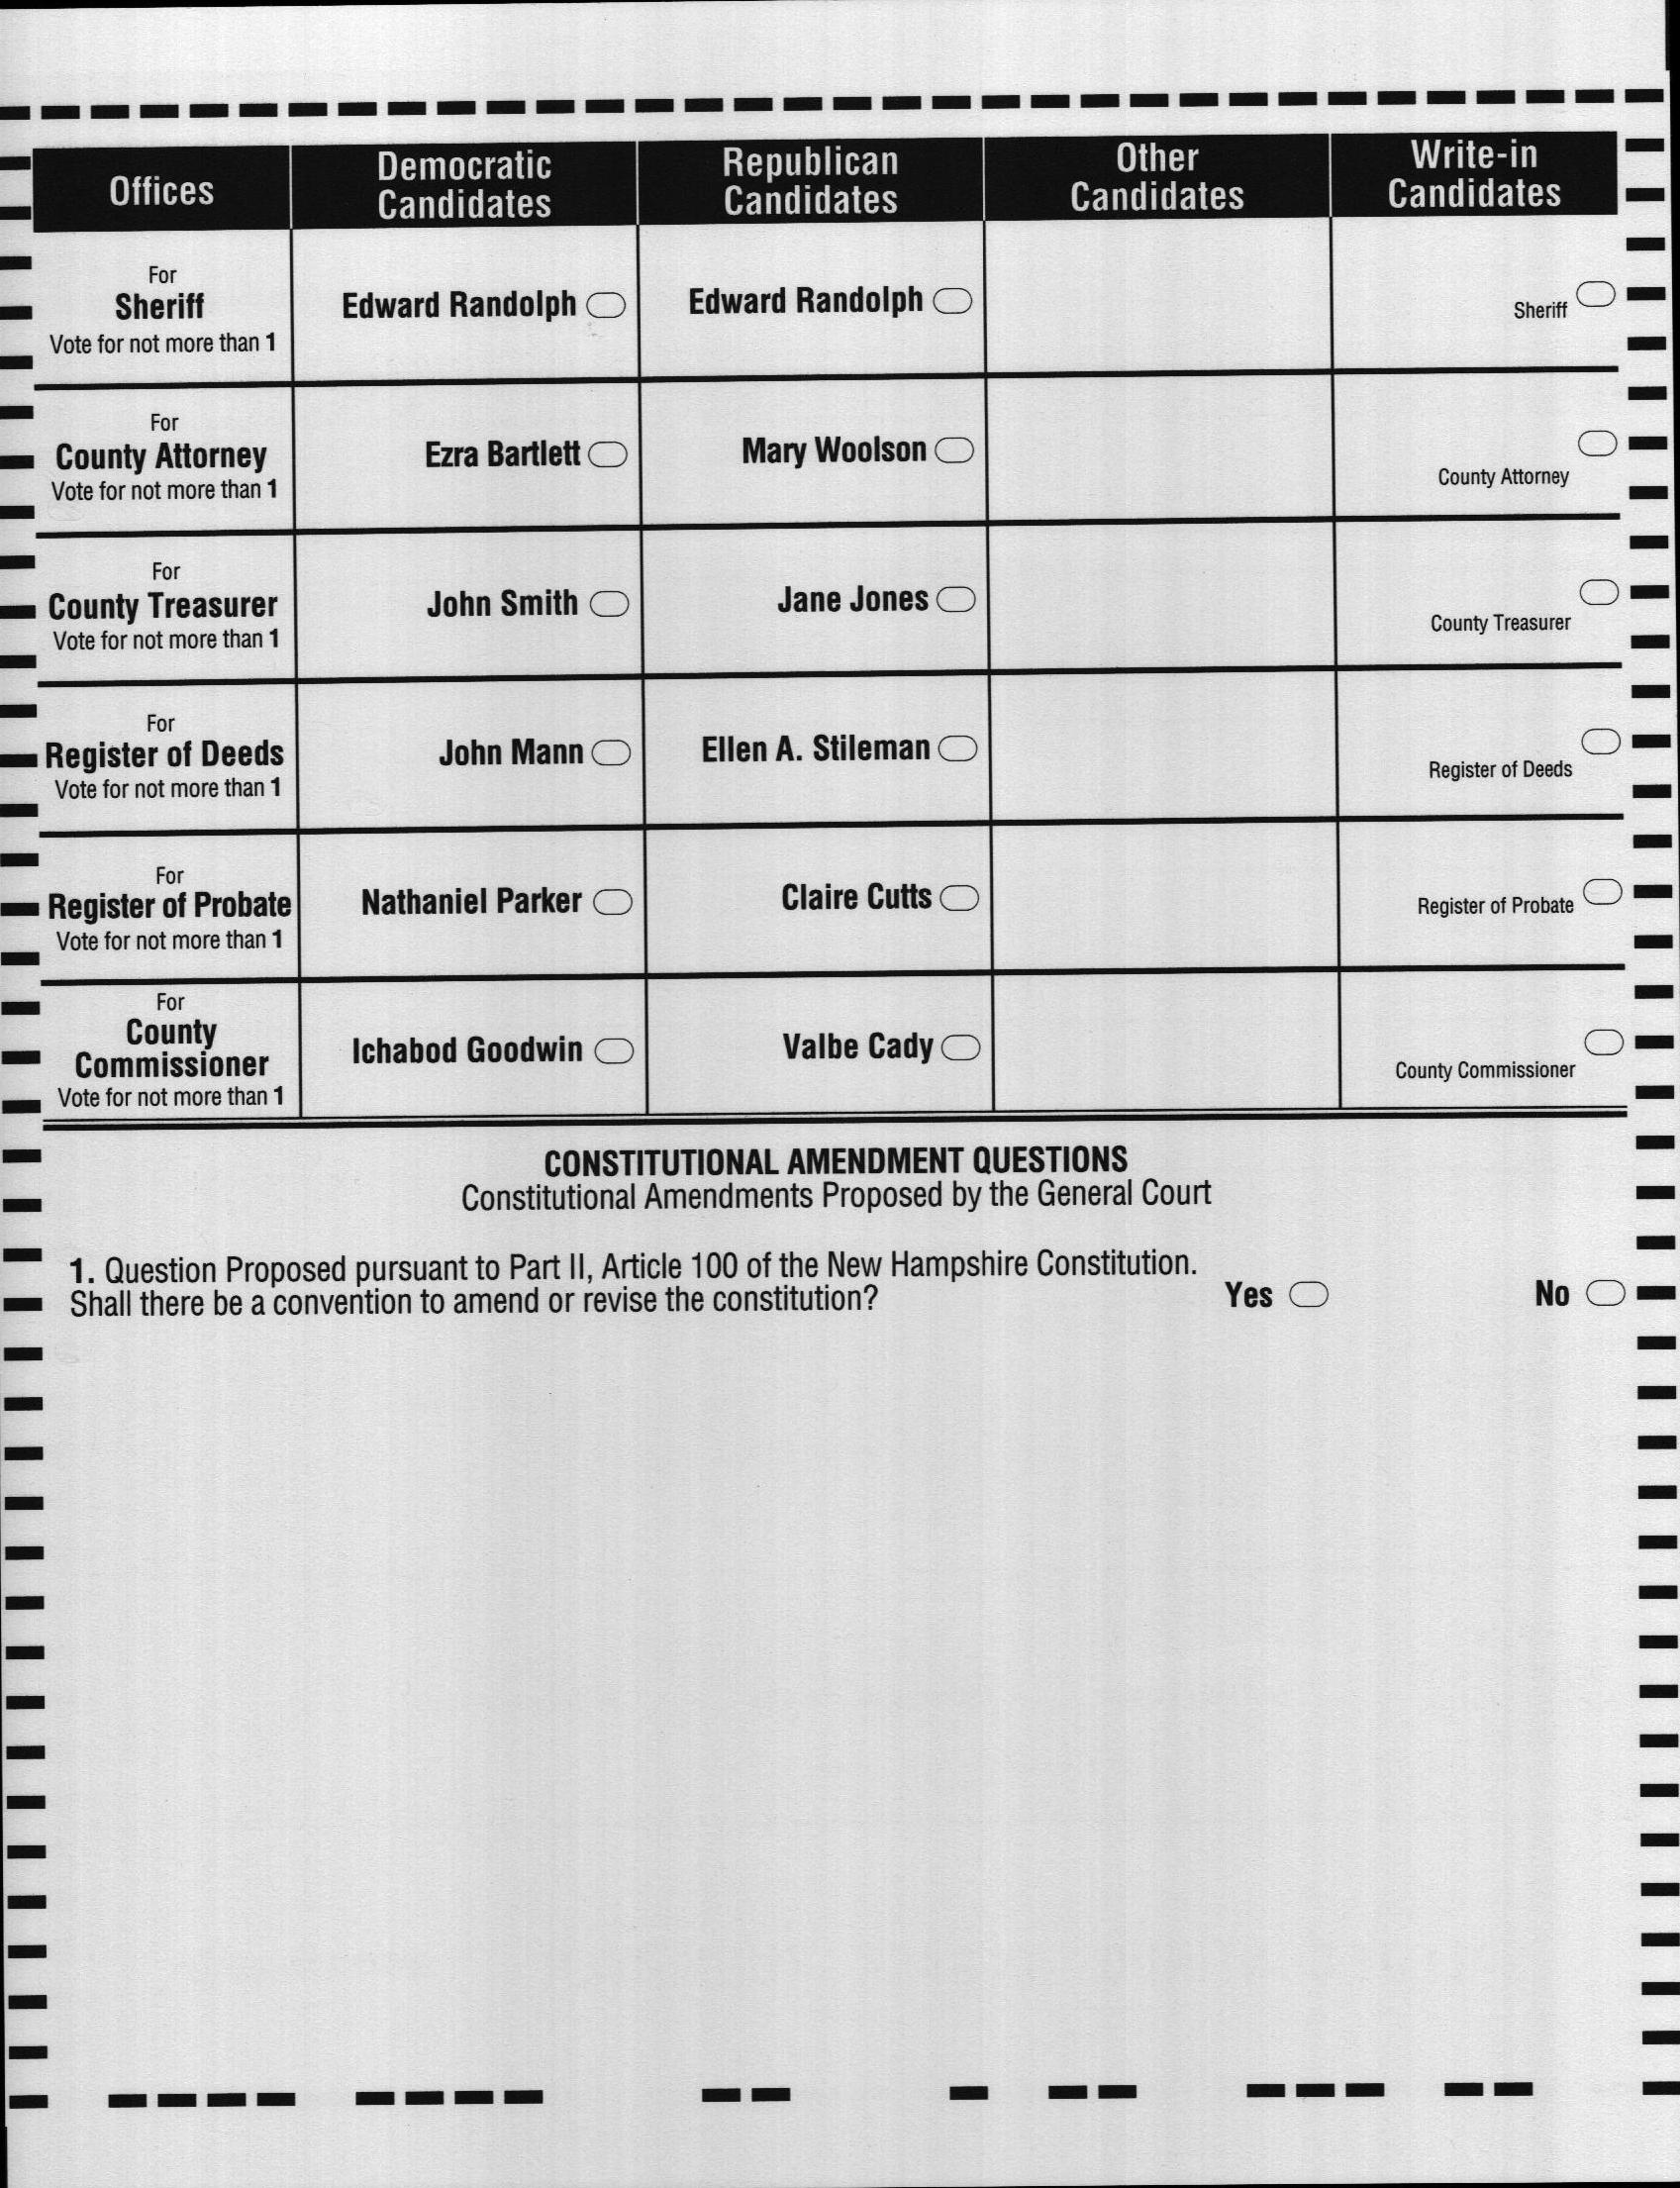 Offices
Democratic
Candidates
Republican
Candidates
Other
Candidates
Write-in
Candidates
For
Sheriff
Vote for not more than 1
Edward Randolph
Edward Randolph
Sheriff
For
County Attorney
Vote for not more than 1
Ezra Bartlett
Mary Woolson
County Attorney
For
County Treasurer
Vote for not more than 1
John Smith
Jane Jones
County Treasurer
For
Register of Deeds
Vote for not more than 1
John Mann
Ellen A. Stileman
Register of Deeds
For
Register of Probate
Vote for not more than 1
Nathaniel Parker
Claire Cutts
Register of Probate
For
County
Commissioner
Vote for not more than 1
Ichabod Goodwin
Valbe Cady
County Commissioner
CONSTITUTIONAL AMENDMENT QUESTIONS
Constitutional Amendments Proposed by the General Court
1. Question Proposed pursuant to Part II, Article 100 of the New Hampshire Constitution.
Shall there be a convention to amend or revise the constitution?
Yes
No